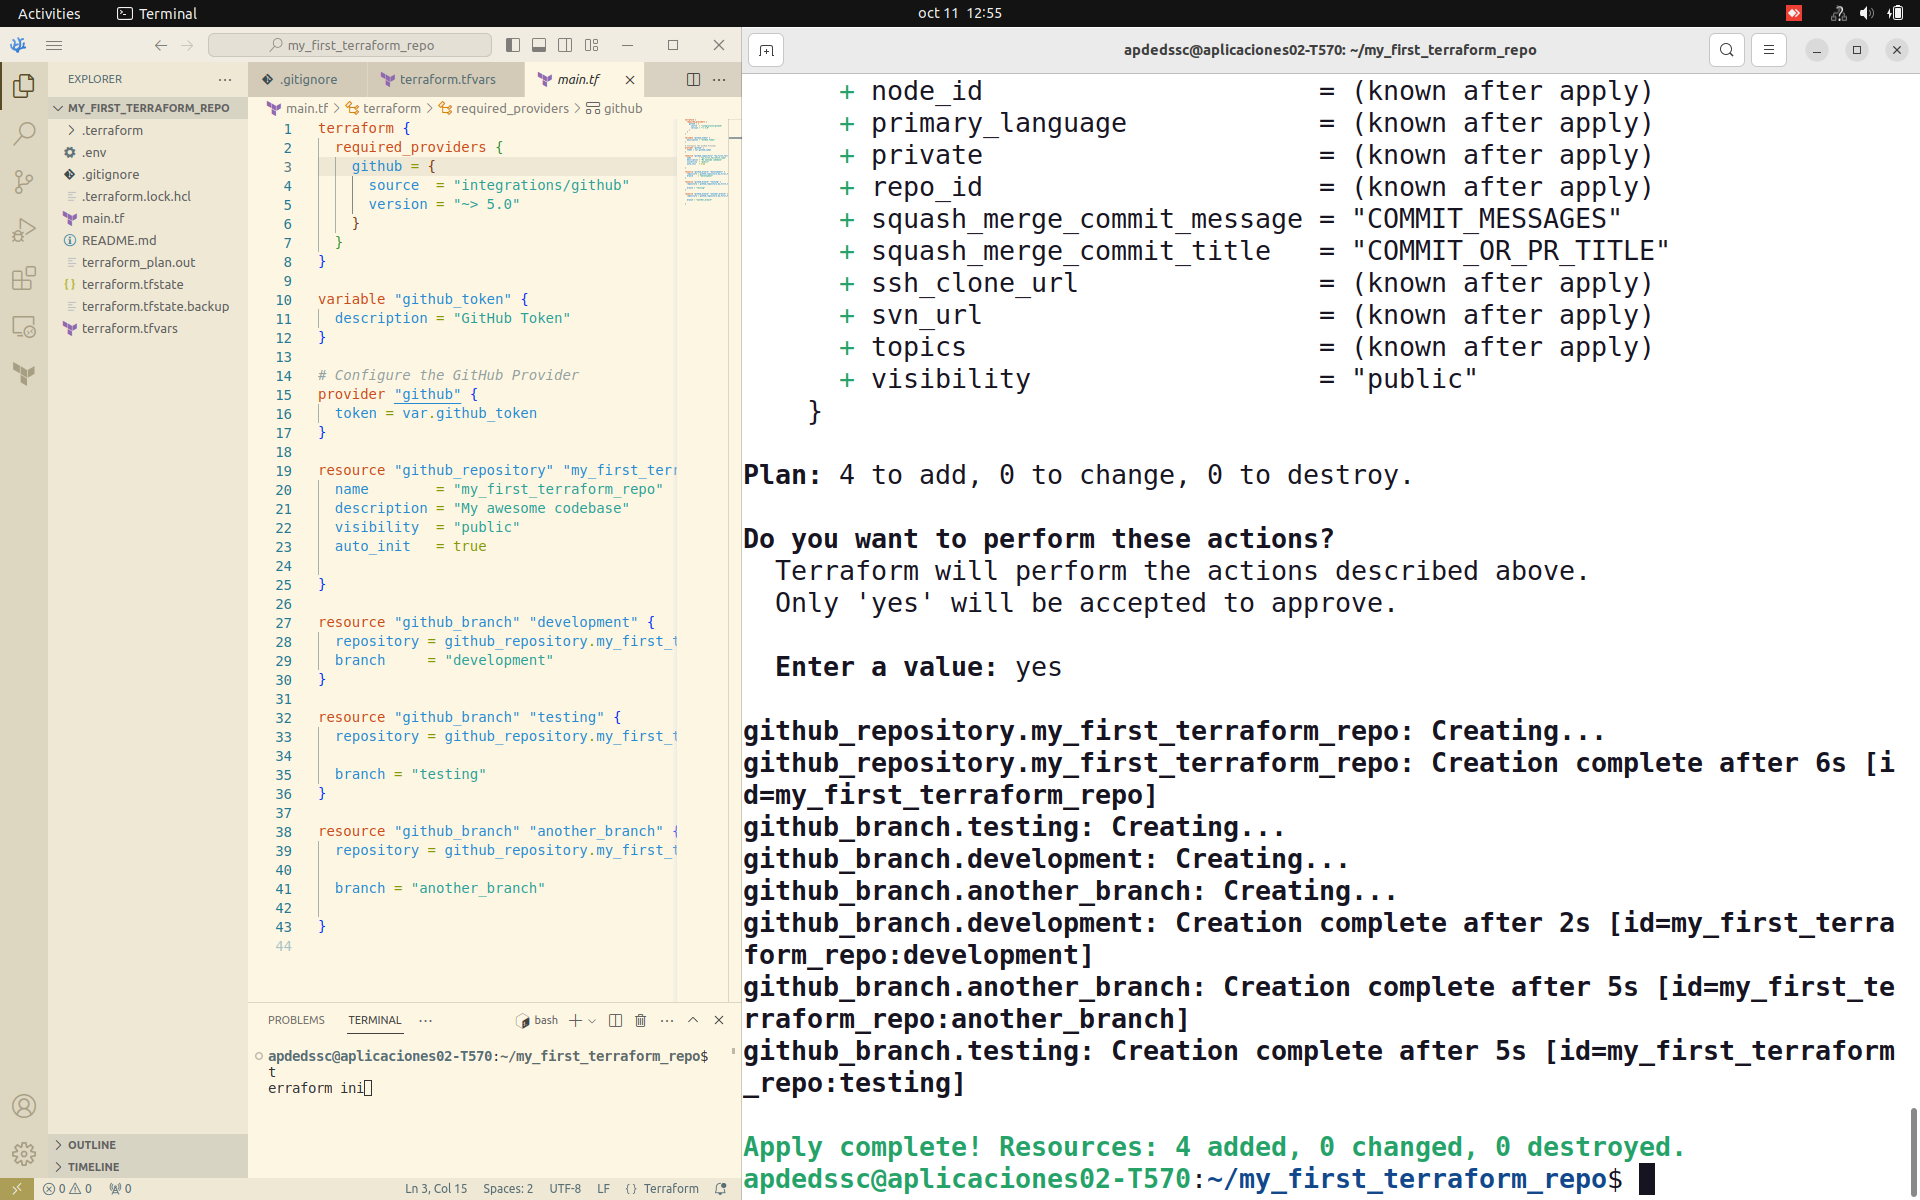 Activities
Terminal
oct 11 12:55
my_first_terraform_repo
EXPLORER
MY_FIRST_TERRAFORM_REPO
.terraform
.env
.gitignore
.terraform.lock.hcl
main.tf
README.md
terraform_plan.out
terraform.tfstate
terraform.tfstate.backup
terraform.tfvars
OUTLINE
TIMELINE
.gitignore
terraform.tfvars
main.tf
main.tf > terraform > required_providers > github
1 terraform {
2 required_providers {
3 github = {
4 source = "integrations/github"
5 version = "~> 5.0"
6 }
7 }
8 }
9
10 variable "github_token" {
11 description = "GitHub Token"
12 }
13
14 # Configure the GitHub Provider
15 provider "github" {
16 token = var.github_token
17 }
18
19 resource "github_repository" "my_first_terr
20 name = "my_first_terraform_repo"
21 description = "My awesome codebase"
22 visibility = "public"
23 auto_init = true
24
25 }
26
27 resource "github_branch" "development" {
28 repository = github_repository.my_first_t
29 branch = "development"
30 }
31
32 resource "github_branch" "testing" {
33 repository = github_repository.my_first_t
34
35 branch = "testing"
36 }
37
38 resource "github_branch" "another_branch" {
39 repository = github_repository.my_first_t
40
41 branch = "another_branch"
42
43 }
44
PROBLEMS
TERMINAL
bash
apdedssc@aplicaciones02-T570:~/my_first_terraform_repo$
t
erraform ini
0 0
0
Ln 3, Col 15
Spaces: 2
UTF-8
LF
{} Terraform
apdedssc@aplicaciones02-T570: ~/my_first_terraform_repo
+ node_id = (known after apply)
+ primary_language = (known after apply)
+ private = (known after apply)
+ repo_id = (known after apply)
+ squash_merge_commit_message = "COMMIT_MESSAGES"
+ squash_merge_commit_title = "COMMIT_OR_PR_TITLE"
+ ssh_clone_url = (known after apply)
+ svn_url = (known after apply)
+ topics = (known after apply)
+ visibility = "public"
}
Plan: 4 to add, 0 to change, 0 to destroy.
Do you want to perform these actions?
Terraform will perform the actions described above.
Only 'yes' will be accepted to approve.
Enter a value: yes
github_repository.my_first_terraform_repo: Creating...
github_repository.my_first_terraform_repo: Creation complete after 6s [i
d=my_first_terraform_repo]
github_branch.testing: Creating...
github_branch.development: Creating...
github_branch.another_branch: Creating...
github_branch.development: Creation complete after 2s [id=my_first_terra
form_repo:development]
github_branch.another_branch: Creation complete after 5s [id=my_first_te
rraform_repo:another_branch]
github_branch.testing: Creation complete after 5s [id=my_first_terraform
_repo:testing]
Apply complete! Resources: 4 added, 0 changed, 0 destroyed.
apdedssc@aplicaciones02-T570:~/my_first_terraform_repo$